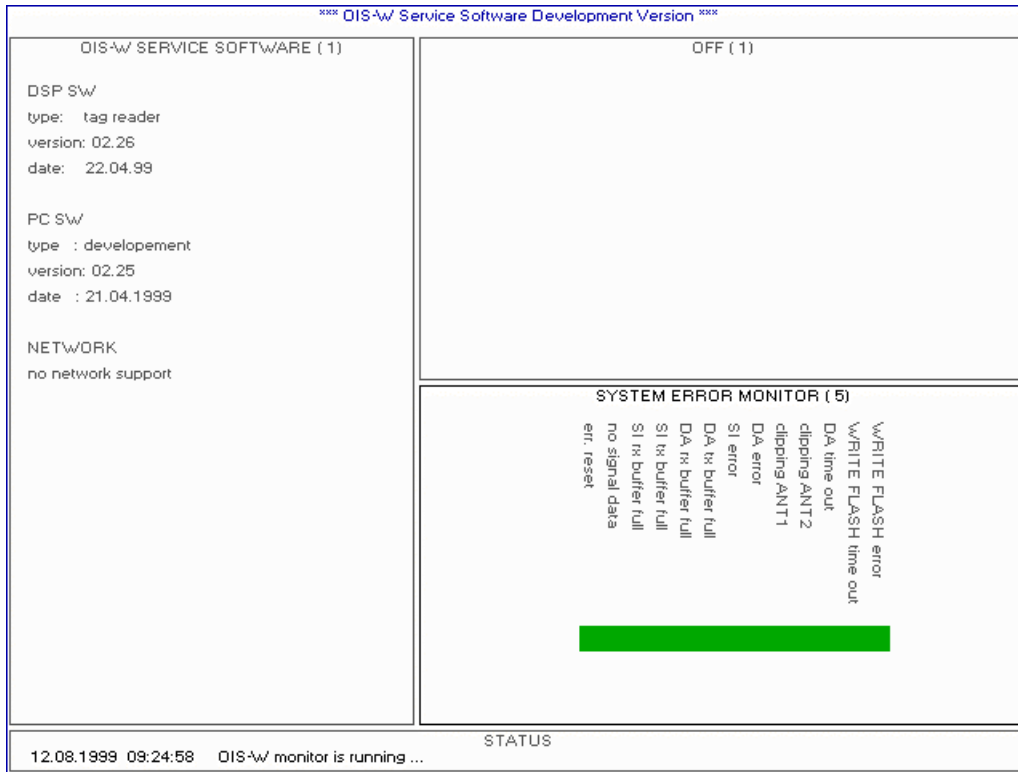 *** OIS-W Service Software Development Version ***
OIS-W SERVICE SOFTWARE ( 1 )
DSP SW
type: tag reader
version: 02.26
date: 22.04.99
PC SW
type : developement
version: 02.25
date : 21.04.1999
NETWORK
no network support
OFF ( 1 )
SYSTEM ERROR MONITOR ( 5 )
err. reset
no signal data
SI rx buffer full
SI tx buffer full
DA rx buffer full
DA tx buffer full
SI error
DA error
clipping ANT1
clipping ANT2
DA time out
WRITE FLASH time out
WRITE FLASH error
STATUS
12.08.1999 09:24:58 OIS-W monitor is running ...